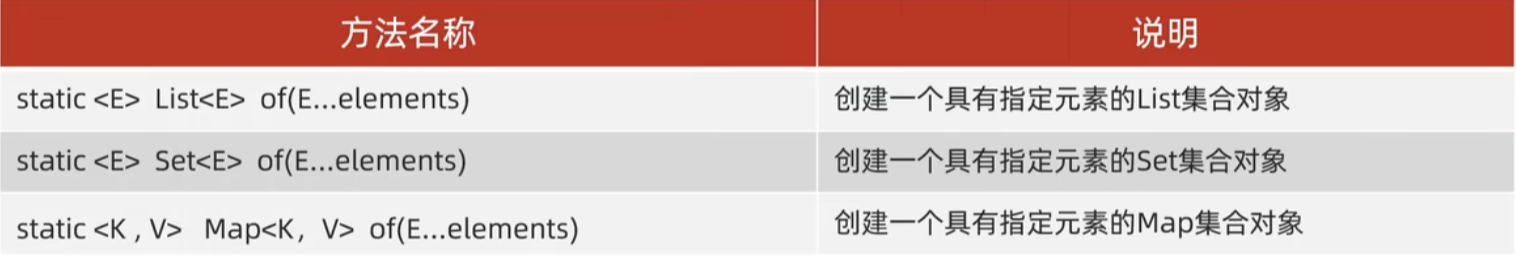 方法名称 说明
static <E> List<E> of(E...elements) 创建一个具有指定元素的List集合对象
static <E> Set<E> of(E...elements) 创建一个具有指定元素的Set集合对象
static <K , V> Map<K，V> of(E...elements) 创建一个具有指定元素的Map集合对象